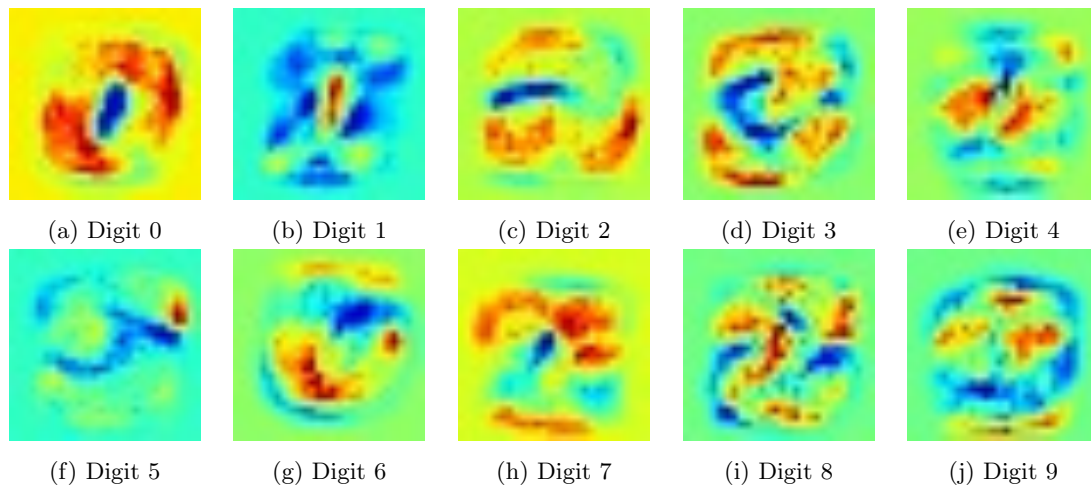 (a) Digit 0
(b) Digit 1
(c) Digit 2
(d) Digit 3
(e) Digit 4
(f) Digit 5
(g) Digit 6
(h) Digit 7
(i) Digit 8
(j) Digit 9